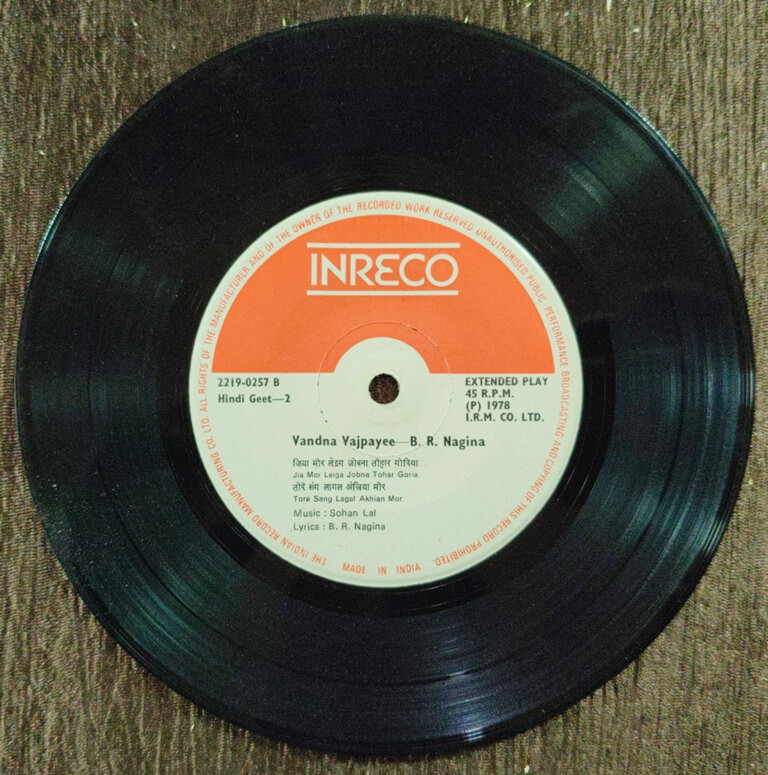 THE INDIAN RECORD MANUFACTURING CO. LTD. ALL RIGHTS OF THE MANUFACTURER AND OF THE OWNER OF THE RECORDED WORK RESERVED UNAUTHORISED PUBLIC PERFORMANCE BROADCASTING AND COPYING OF THIS RECORD PROHIBITED.
INRECO
2219-0257 B
Hindi Geet—2
EXTENDED PLAY
45 R.P.M.
(P) 1978
I.R.M. CO. LTD.
Vandna Vajpayee—B. R. Nagina
जिया मोर लेइग जोबना तोहार गोरिया
Jia Mor Leiga Jobna Tohar Goria
तोरे संग लागल अंखिया मोर
Tore Sang Lagal Akhian Mor
Music : Sohan Lal
Lyrics : B. R. Nagina
MADE IN INDIA